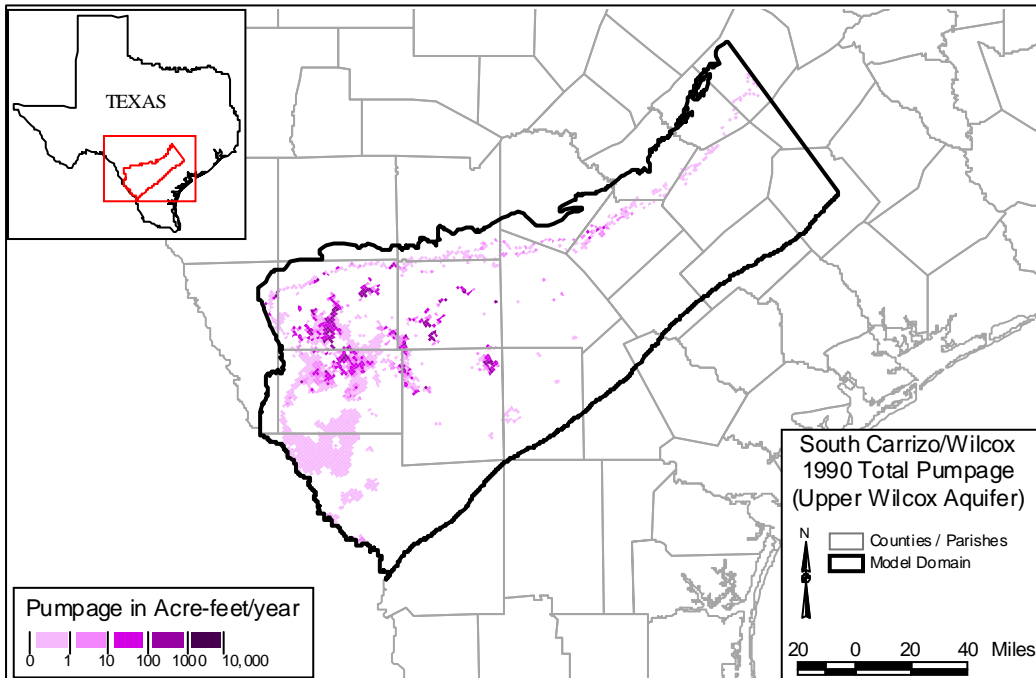 TEXAS
South Carrizo/Wilcox
1990 Total Pumpage
(Upper Wilcox Aquifer)
N
Counties / Parishes
Model Domain
20 0 20 40 Miles
Pumpage in Acre-feet/year
0 1 10 100 1000 10,000